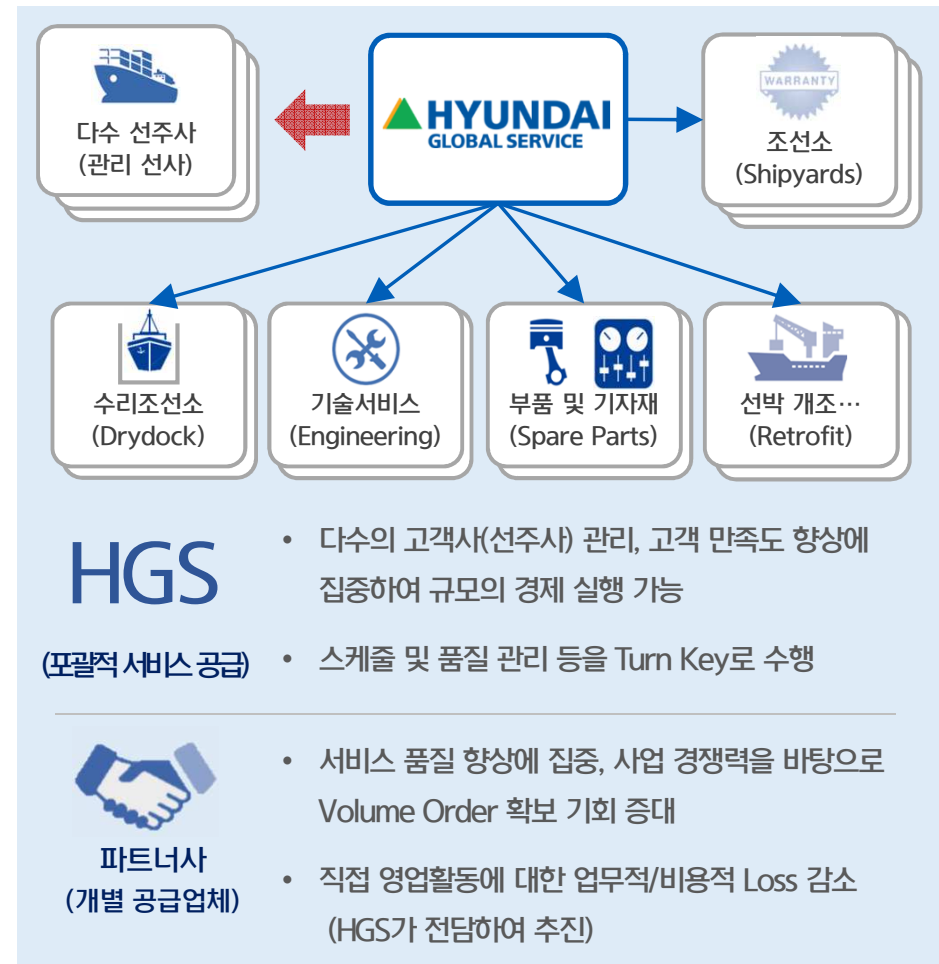 다수 선주사
(관리 선사)
HYUNDAI
GLOBAL SERVICE
WARRANTY
조선소
(Shipyards)
수리조선소
(Drydock)
기술서비스
(Engineering)
부품 및 기자재
(Spare Parts)
선박 개조…
(Retrofit)
HGS
(포괄적 서비스 공급)
• 다수의 고객사(선주사) 관리, 고객 만족도 향상에
집중하여 규모의 경제 실행 가능
• 스케줄 및 품질 관리 등을 Turn Key로 수행
파트너사
(개별 공급업체)
• 서비스 품질 향상에 집중, 사업 경쟁력을 바탕으로
Volume Order 확보 기회 증대
• 직접 영업활동에 대한 업무적/비용적 Loss 감소
(HGS가 전담하여 추진)